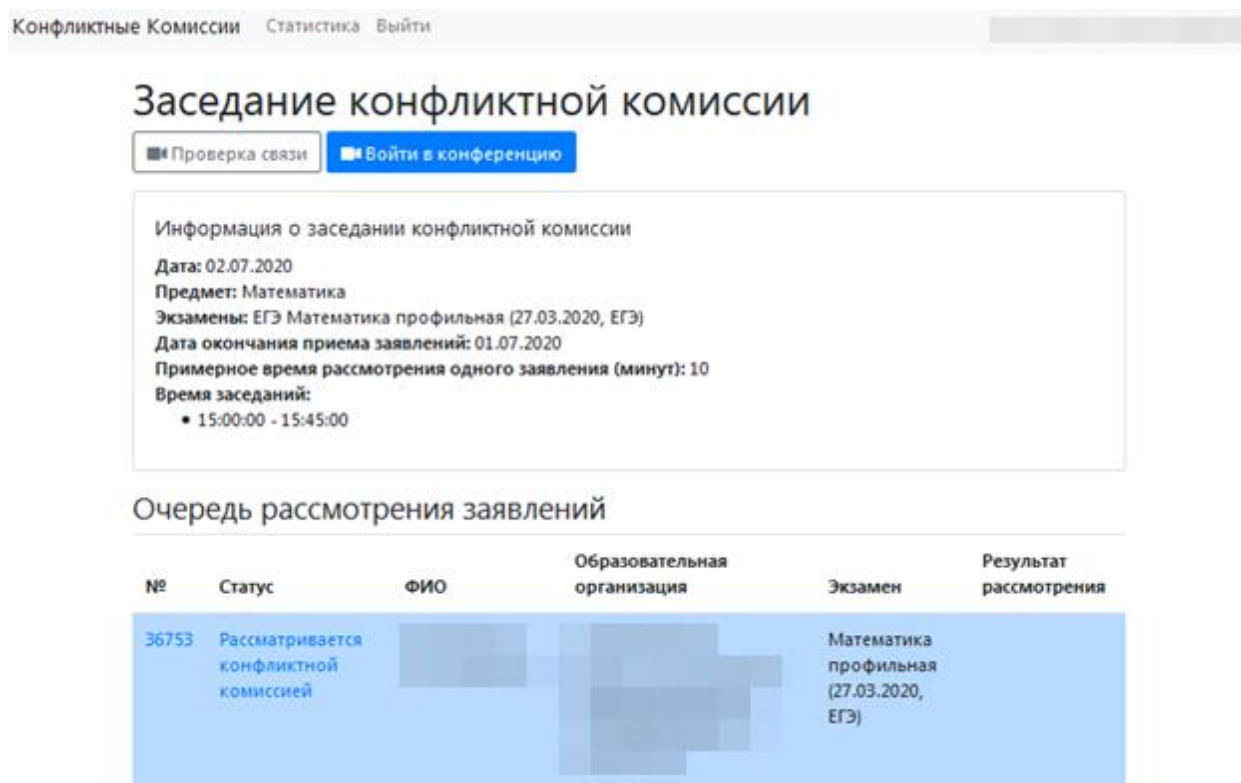 Конфликтные Комиссии Статистика Выйти
Заседание конфликтной комиссии
Проверка связи Войти в конференцию
Информация о заседании конфликтной комиссии
Дата: 02.07.2020
Предмет: Математика
Экзамены: ЕГЭ Математика профильная (27.03.2020, ЕГЭ)
Дата окончания приема заявлений: 01.07.2020
Примерное время рассмотрения одного заявления (минут): 10
Время заседаний:
• 15:00:00 - 15:45:00
Очередь рассмотрения заявлений
№ Статус ФИО Образовательная организация Экзамен Результат рассмотрения
36753 Рассматривается конфликтной комиссией Математика профильная (27.03.2020, ЕГЭ)